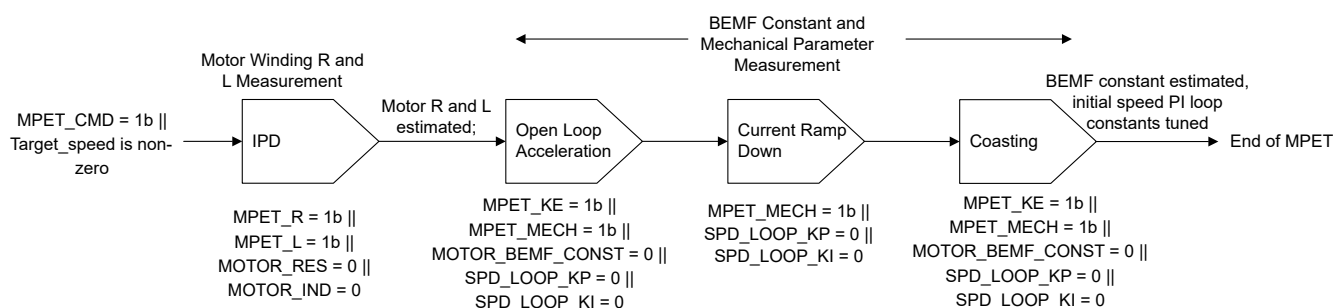 BEMF Constant and
Mechanical Parameter
Measurement
Motor Winding R and
L Measurement
MPET_CMD = 1b ||
Target_speed is non-
zero
IPD
Motor R and L
estimated;
Open Loop
Acceleration
Current Ramp
Down
Coasting
BEMF constant estimated,
initial speed PI loop
constants tuned
End of MPET
MPET_R = 1b ||
MPET_L = 1b ||
MOTOR_RES = 0 ||
MOTOR_IND = 0
MPET_KE = 1b ||
MPET_MECH = 1b ||
MOTOR_BEMF_CONST = 0 ||
SPD_LOOP_KP = 0 ||
SPD_LOOP_KI = 0
MPET_MECH = 1b ||
SPD_LOOP_KP = 0 ||
SPD_LOOP_KI = 0
MPET_KE = 1b ||
MPET_MECH = 1b ||
MOTOR_BEMF_CONST = 0 ||
SPD_LOOP_KP = 0 ||
SPD_LOOP_KI = 0